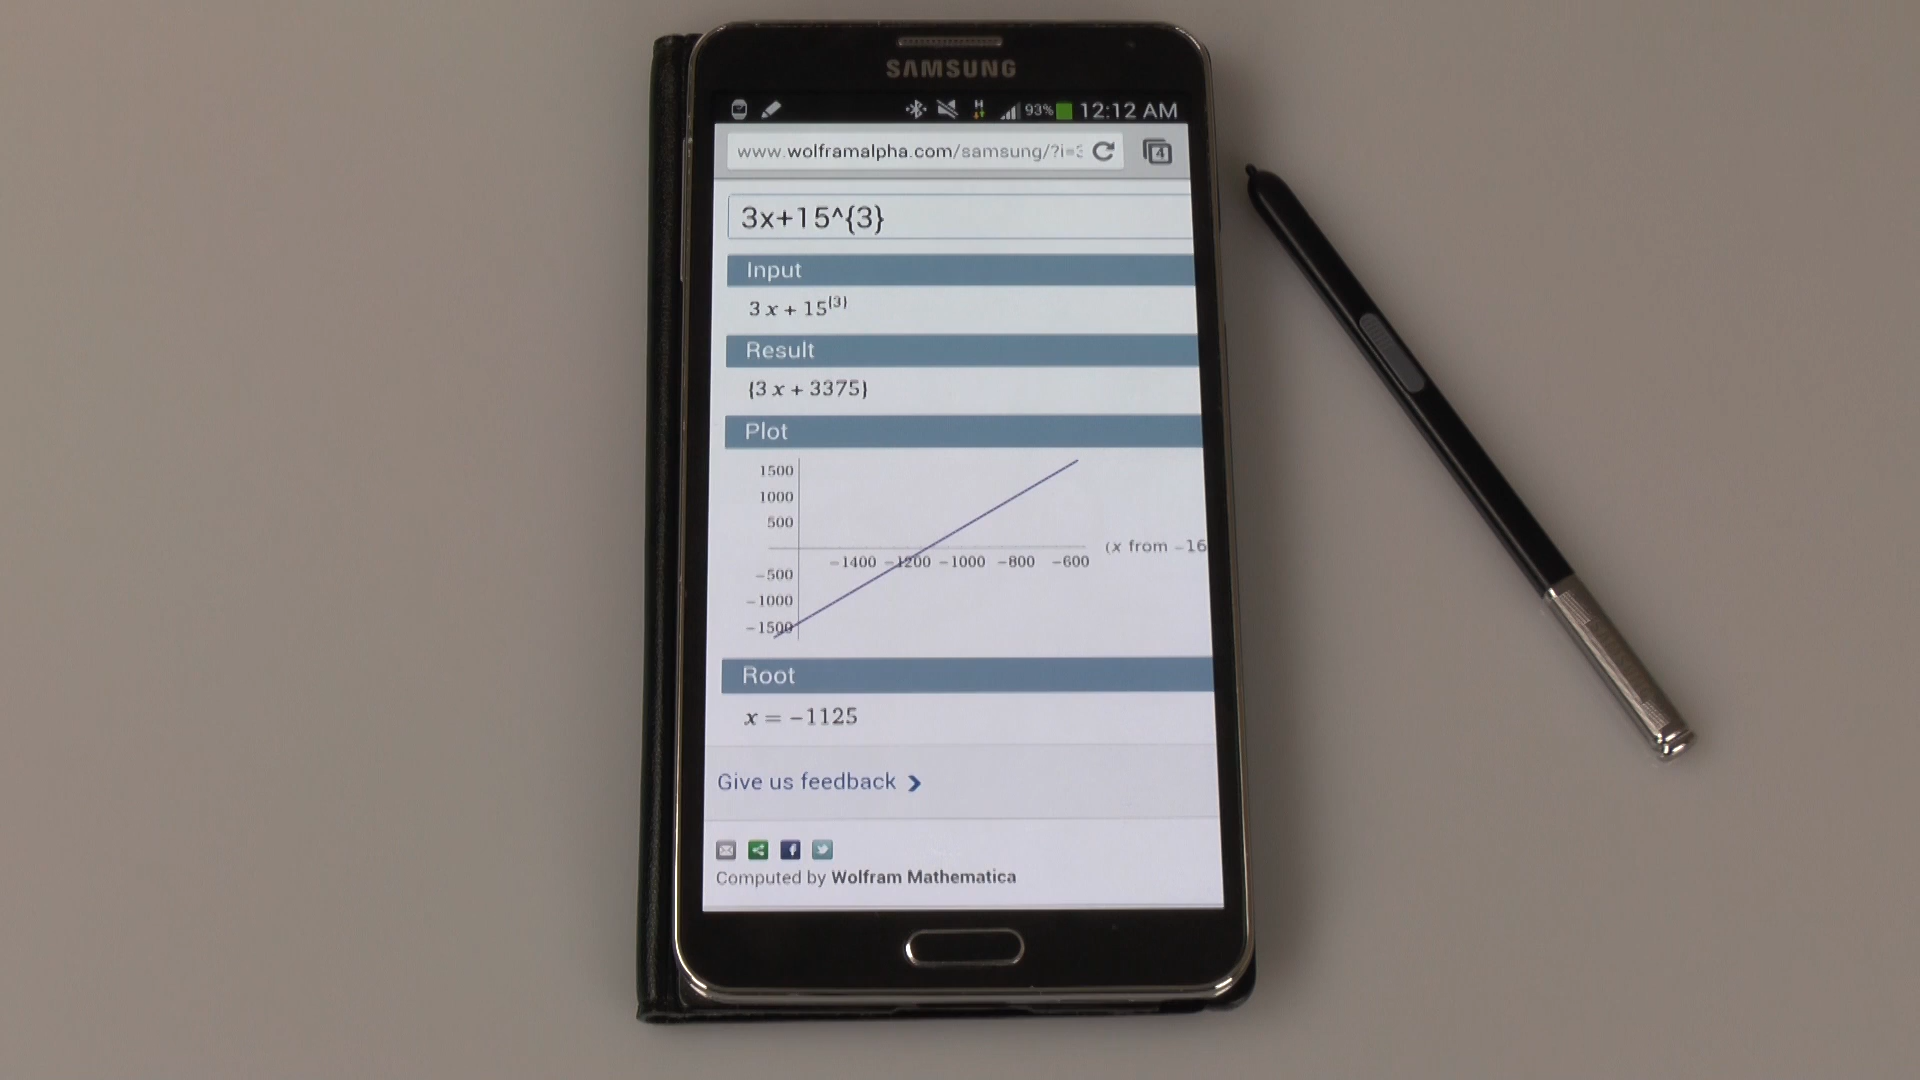 SAMSUNG
93% 12:12 AM
www.wolframalpha.com/samsung/?i=3
4
3x+15^{3}
Input
3 x + 15^{3}
Result
{3 x + 3375}
Plot
1500
1000
500
-1400 -1200 -1000 -800 -600
(x from -16
-500
-1000
-1500
Root
x = -1125
Give us feedback
Computed by Wolfram Mathematica